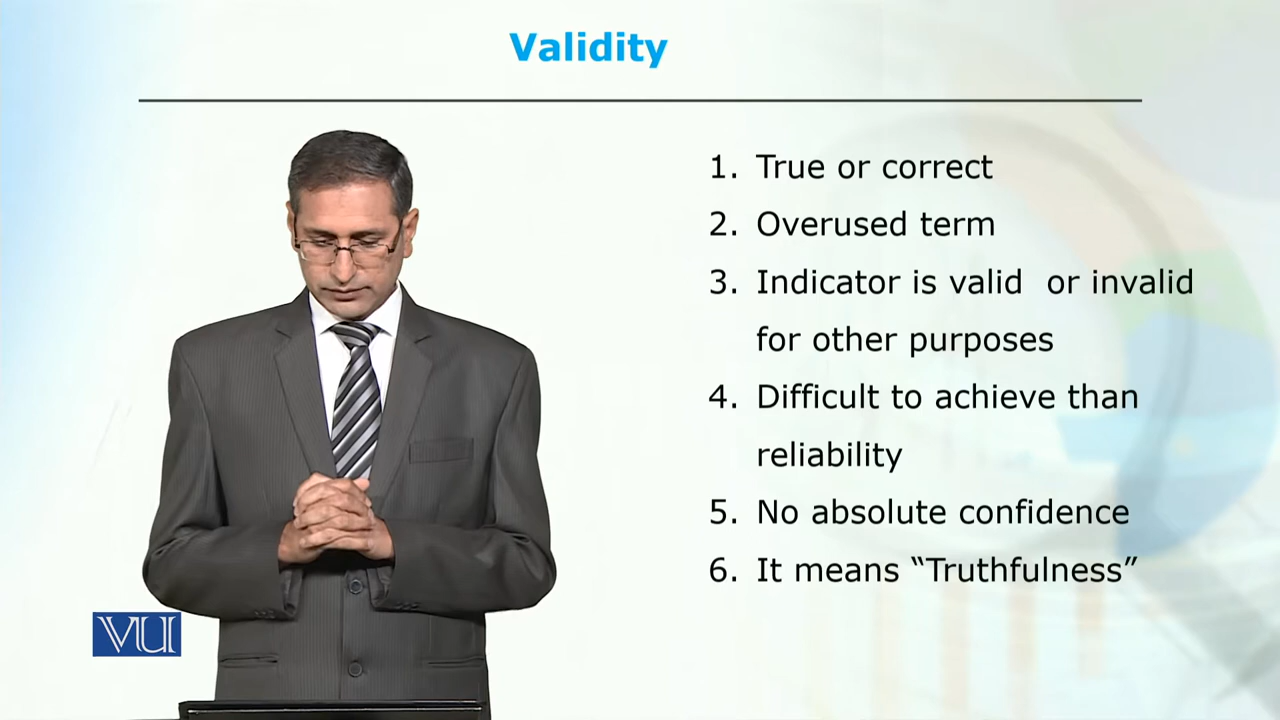 Validity
1. True or correct
2. Overused term
3. Indicator is valid or invalid
for other purposes
4. Difficult to achieve than
reliability
5. No absolute confidence
6. It means “Truthfulness”
VU